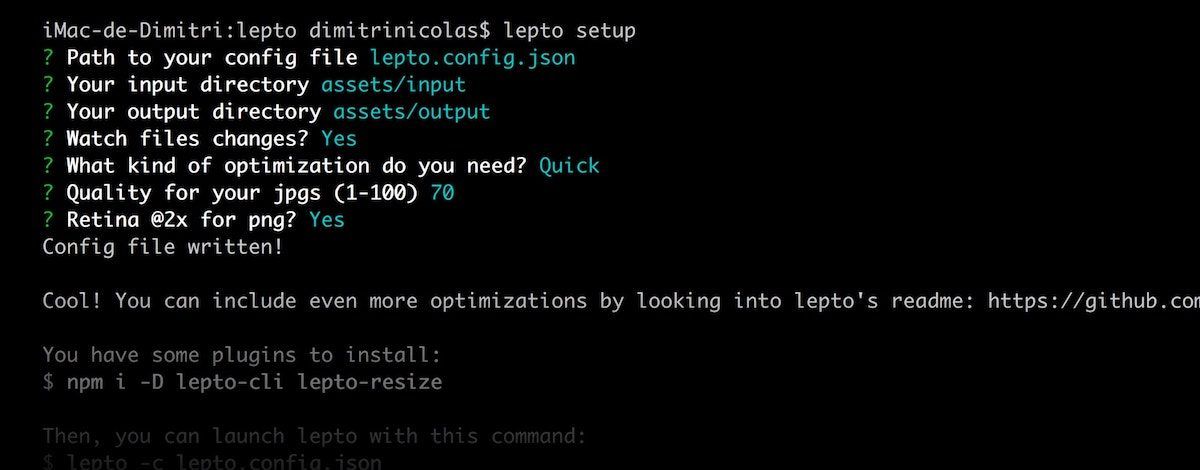 iMac-de-Dimitri:lepto dimitrinicolas$ lepto setup
? Path to your config file lepto.config.json
? Your input directory assets/input
? Your output directory assets/output
? Watch files changes? Yes
? What kind of optimization do you need? Quick
? Quality for your jpgs (1-100) 70
? Retina @2x for png? Yes
Config file written!
Cool! You can include even more optimizations by looking into lepto's readme: https://github.com
You have some plugins to install:
$ npm i -D lepto-cli lepto-resize
Then, you can launch lepto with this command:
$ lepto -c lepto.config.json